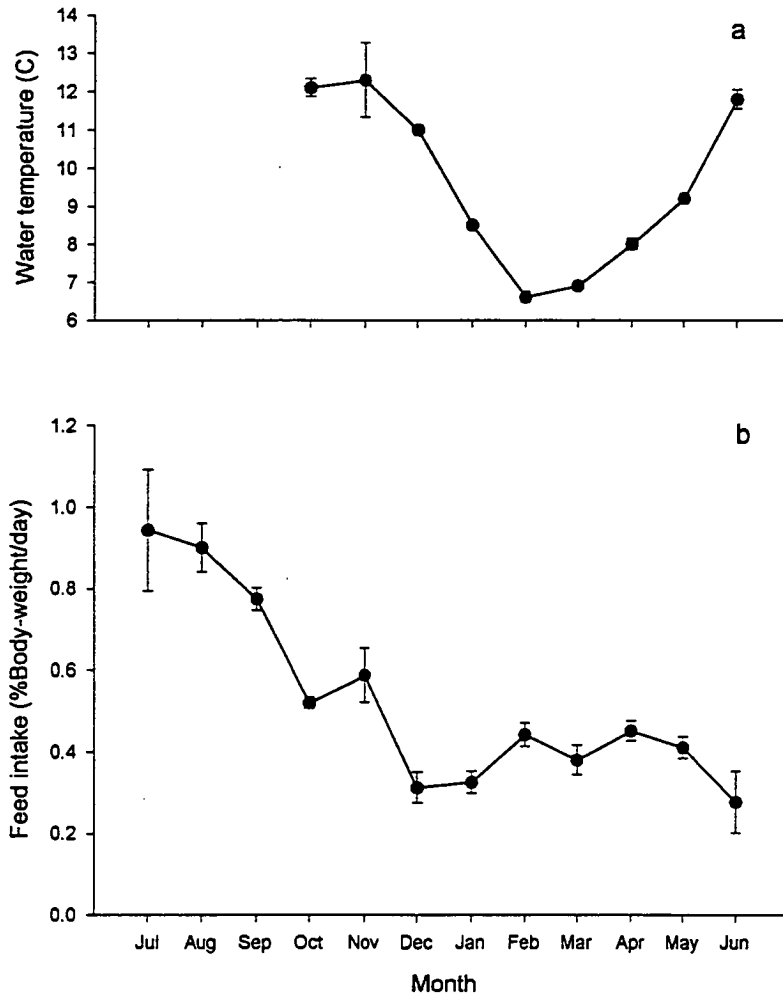 a
Water temperature (C)
14
13
12
11
10
9
8
7
6
b
Feed intake (%Body-weight/day)
1.2
1.0
0.8
0.6
0.4
0.2
0.0
Jul Aug Sep Oct Nov Dec Jan Feb Mar Apr May Jun
Month